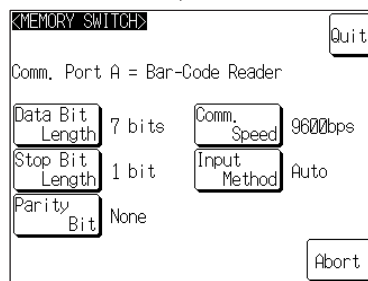 <MEMORY SWITCH>
Quit
Comm. Port A = Bar-Code Reader
Data Bit Length 7 bits Comm. Speed 9600bps
Stop Bit Length 1 bit Input Method Auto
Parity Bit None
Abort